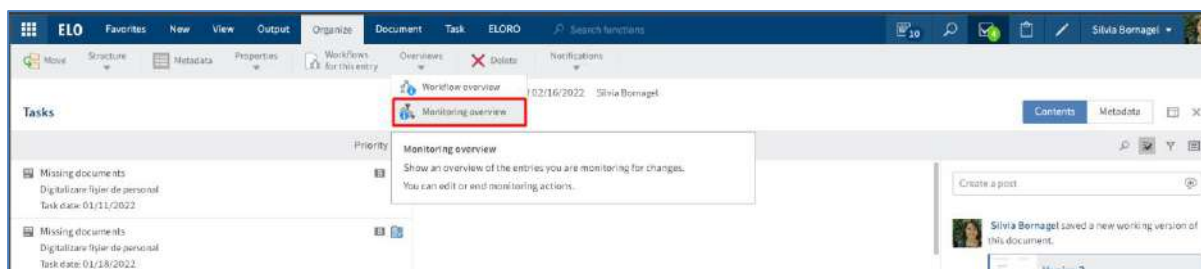 ELO Favorites New View Output Organize Document Task ELORO Search functions 10 Silvia Bornagel
Move Structure Metadata Properties Workflows for this entry Overviews Delete Notifications
Workflow overview
02/16/2022 Silvia Bornagel
Tasks
Monitoring overview
Contents Metadata
Priority
Monitoring overview
Show an overview of the entries you are monitoring for changes.
You can edit or end monitoring actions.
Missing documents
Digitalizare fișier de personal
Task date: 01/11/2022
Create a post
Missing documents
Digitalizare fișier de personal
Task date: 01/18/2022
Silvia Bornagel saved a new working version of
this document.